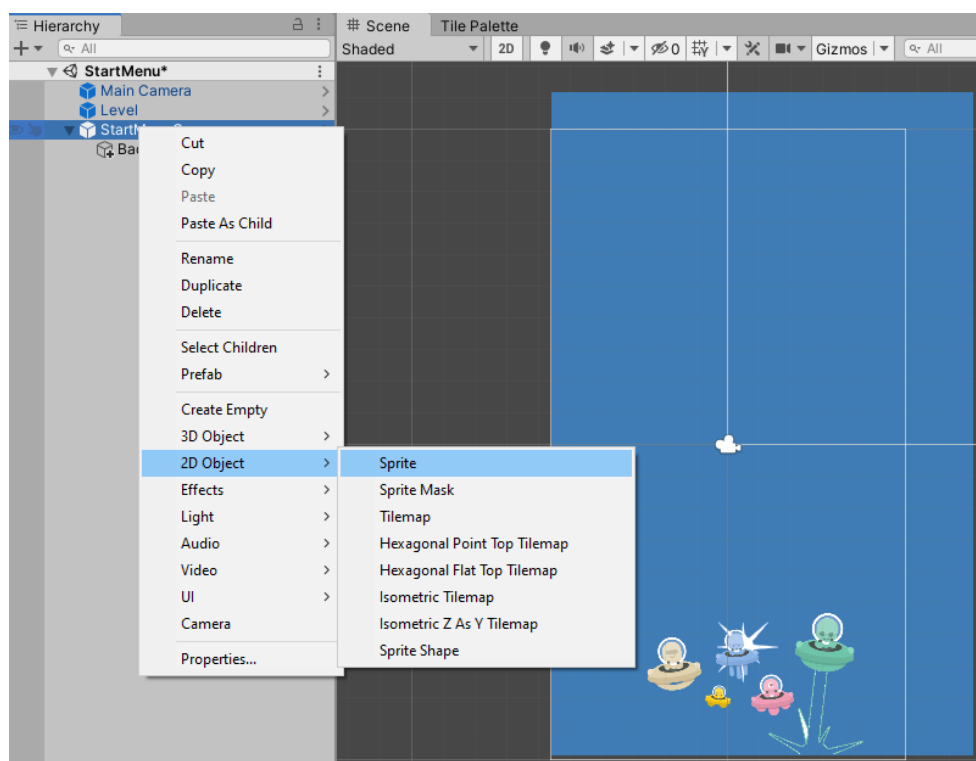 Hierarchy
All
StartMenu*
Main Camera
Level
Cut
Copy
Paste
Paste As Child
Rename
Duplicate
Delete
Select Children
Prefab
Create Empty
3D Object
2D Object
Effects
Light
Audio
Video
UI
Camera
Properties...
Sprite
Sprite Mask
Tilemap
Hexagonal Point Top Tilemap
Hexagonal Flat Top Tilemap
Isometric Tilemap
Isometric Z As Y Tilemap
Sprite Shape
# Scene Tile Palette
Shaded 2D 0 Gizmos All